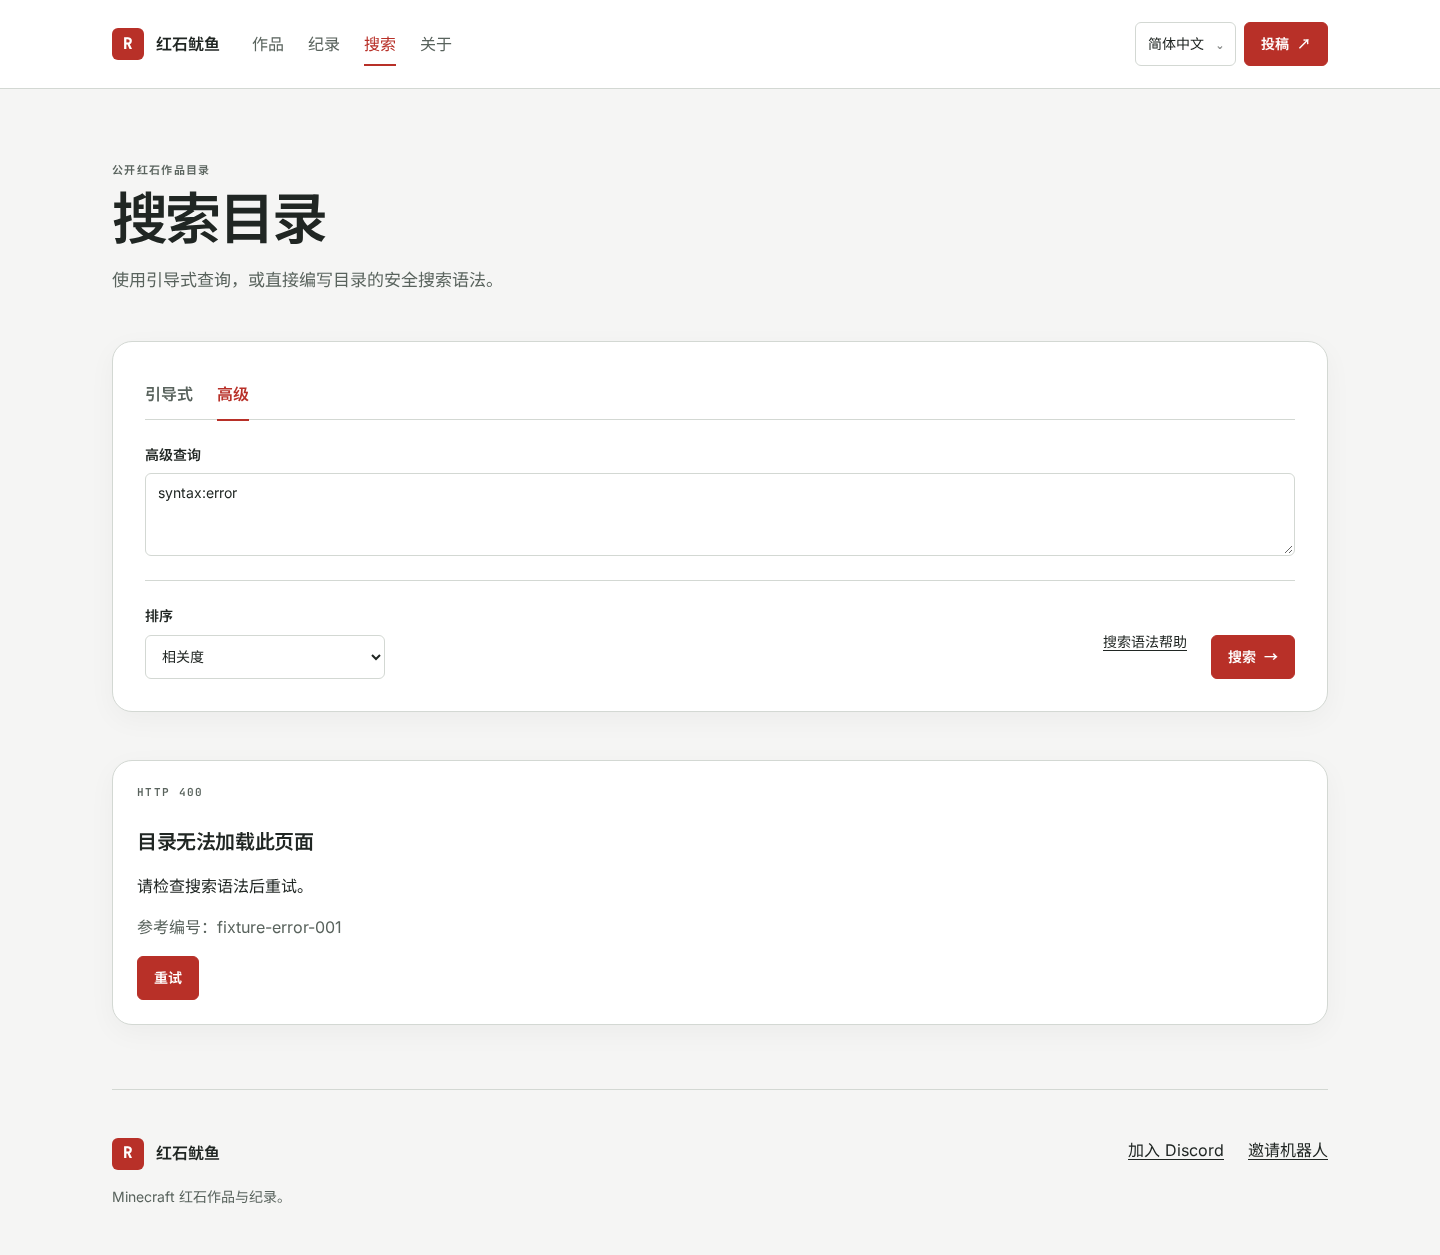 R 红石鱿鱼 作品 纪录 搜索 关于 简体中文 投稿 ↗
公开红石作品目录
搜索目录
使用引导式查询，或直接编写目录的安全搜索语法。
引导式 高级
高级查询
syntax:error
排序
相关度 搜索语法帮助 搜索 →
HTTP 400
目录无法加载此页面
请检查搜索语法后重试。
参考编号：fixture-error-001
重试
R 红石鱿鱼 加入 Discord 邀请机器人
Minecraft 红石作品与纪录。